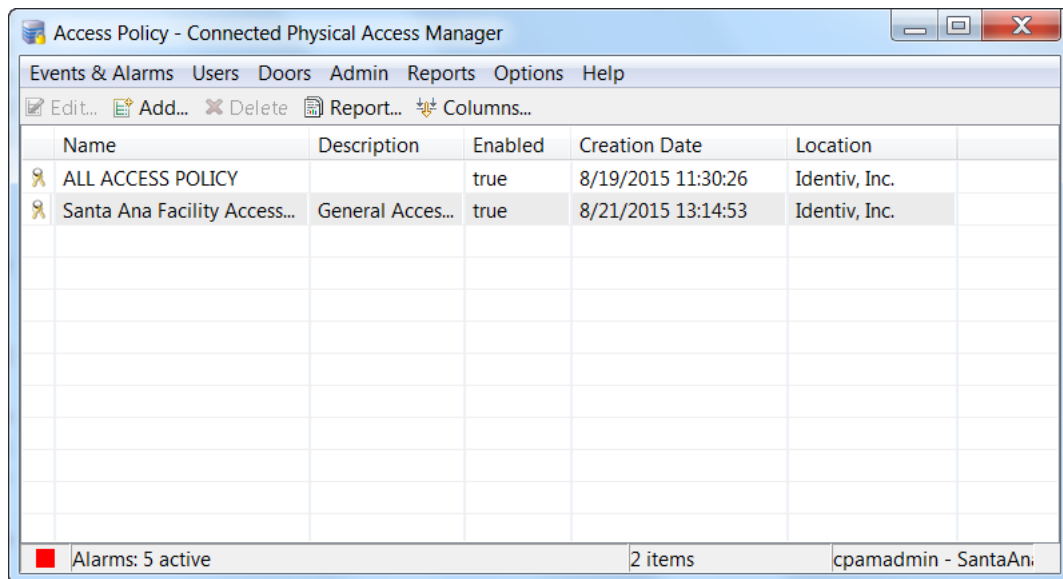 Access Policy - Connected Physical Access Manager
Events & Alarms Users Doors Admin Reports Options Help
Edit... Add... Delete Report... Columns...
Name Description Enabled Creation Date Location
ALL ACCESS POLICY true 8/19/2015 11:30:26 Identiv, Inc.
Santa Ana Facility Access... General Acces... true 8/21/2015 13:14:53 Identiv, Inc.
Alarms: 5 active 2 items cpamadmin - SantaAn